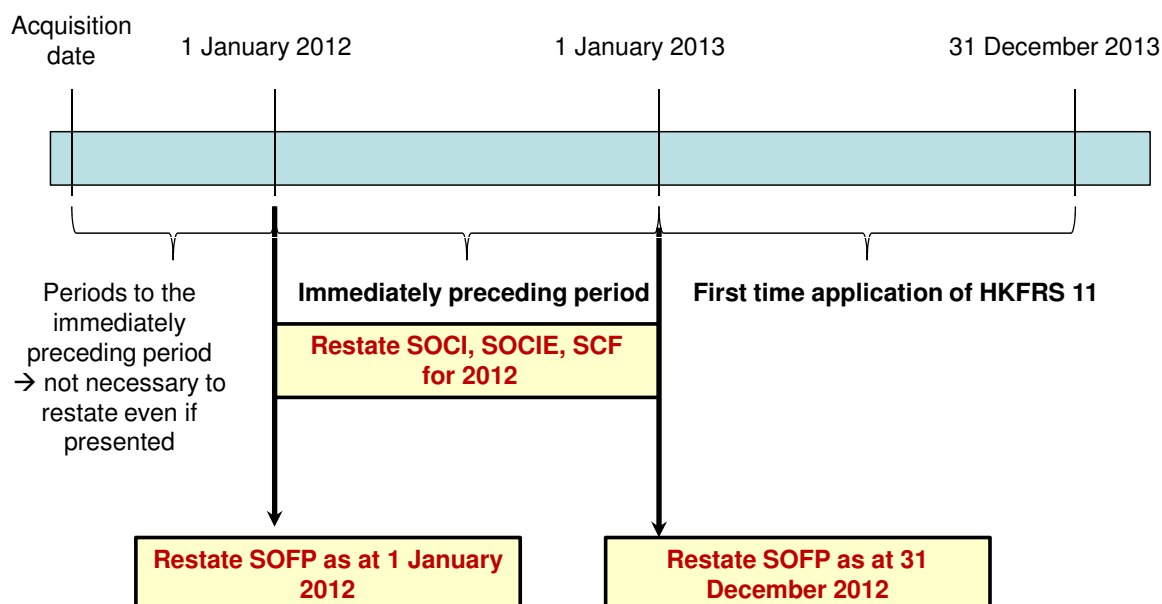 Acquisition
date
1 January 2012
1 January 2013
31 December 2013
Periods to the
immediately
preceding period
→ not necessary to
restate even if
presented
Immediately preceding period
First time application of HKFRS 11
Restate SOCI, SOCIE, SCF
for 2012
Restate SOFP as at 1 January
2012
Restate SOFP as at 31
December 2012